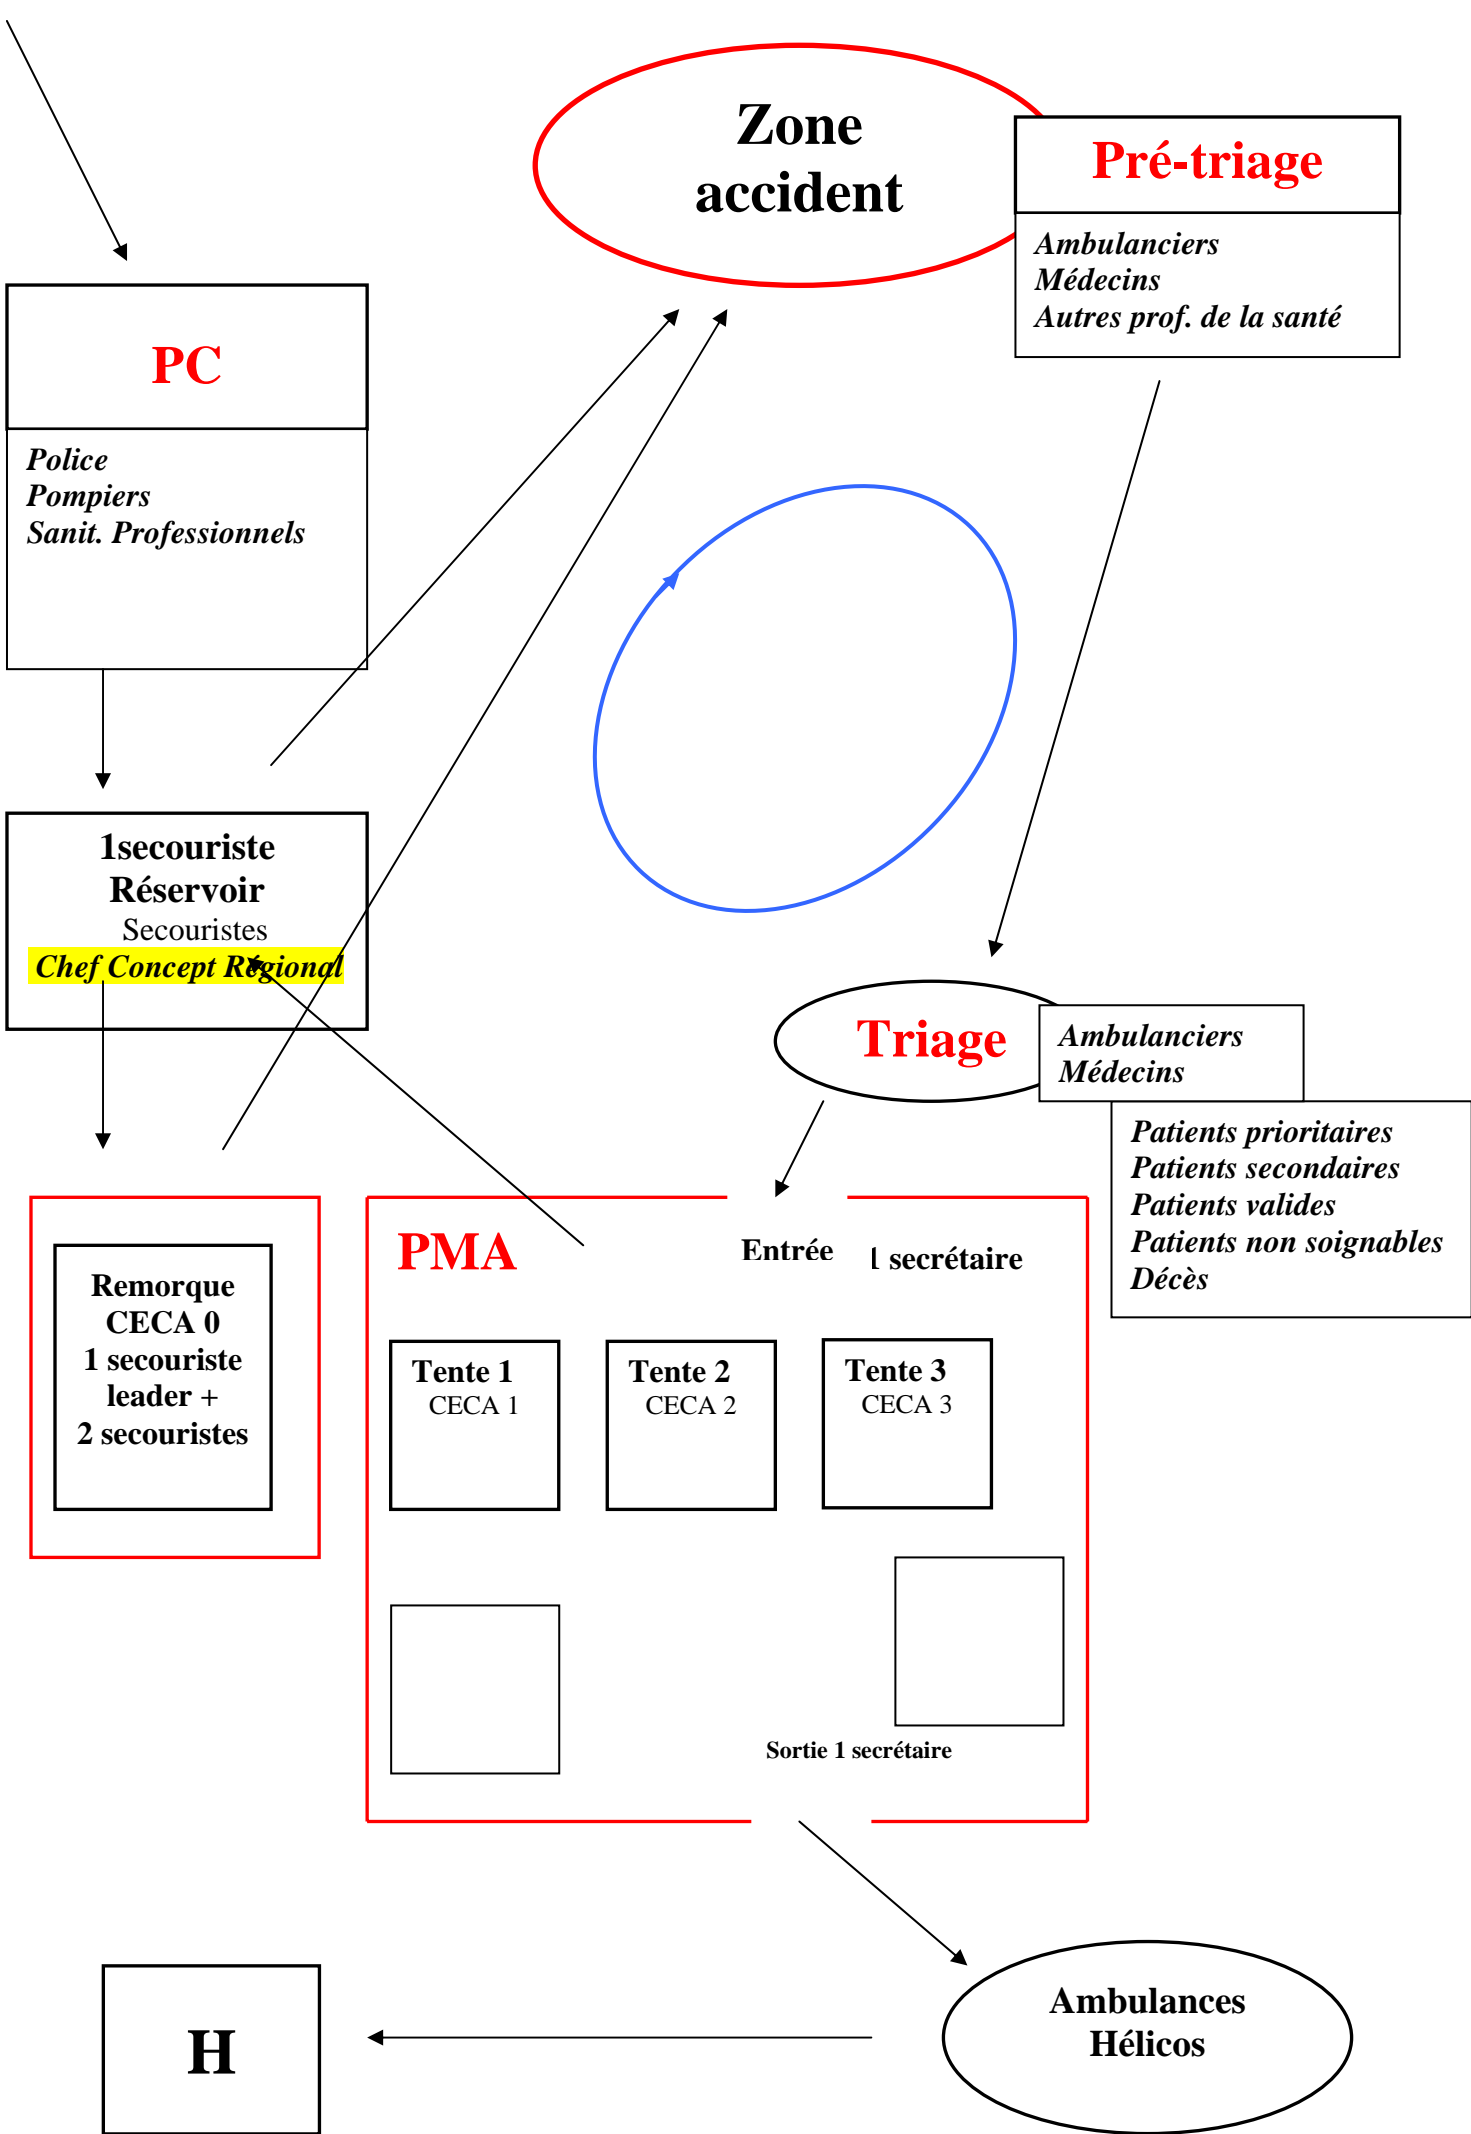 Zone
accident
Pré-triage
Ambulanciers
Médecins
Autres prof. de la santé
PC
Police
Pompiers
Sanit. Professionnels
1secouriste
Réservoir
Secouristes
Chef Concept Régional
Triage
Ambulanciers
Médecins
Patients prioritaires
Patients secondaires
Patients valides
Patients non soignables
Décès
Remorque
CECA 0
1 secouriste
leader +
2 secouristes
PMA
Entrée
1 secrétaire
Tente 1
CECA 1
Tente 2
CECA 2
Tente 3
CECA 3
Sortie 1 secrétaire
Ambulances
Hélicos
H